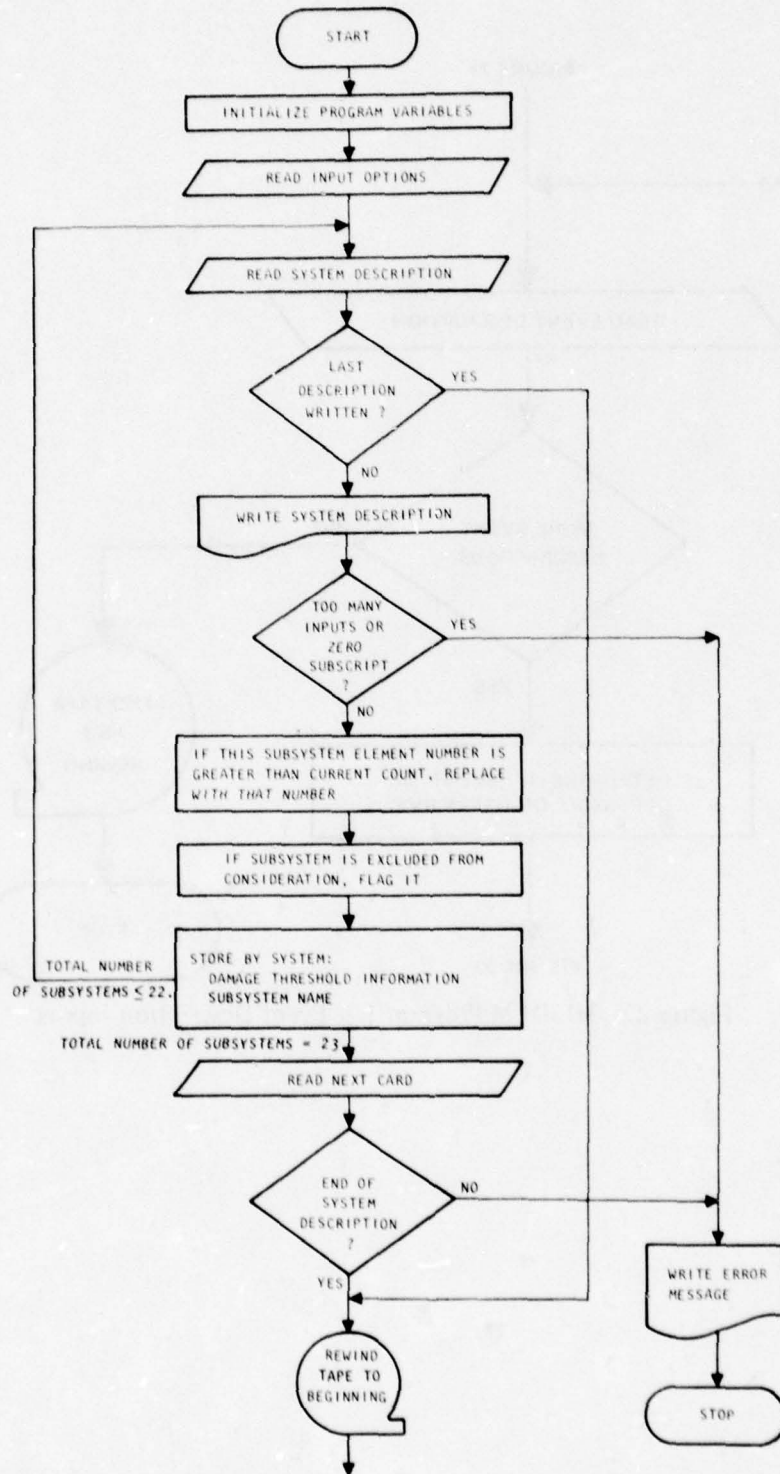 START
INITIALIZE PROGRAM VARIABLES
READ INPUT OPTIONS
READ SYSTEM DESCRIPTION
LAST
DESCRIPTION
WRITTEN ?
YES
NO
WRITE SYSTEM DESCRIPTION
TOO MANY
INPUTS OR
ZERO
SUBSCRIPT
?
YES
NO
IF THIS SUBSYSTEM ELEMENT NUMBER IS
GREATER THAN CURRENT COUNT, REPLACE
WITH THAT NUMBER
IF SUBSYSTEM IS EXCLUDED FROM
CONSIDERATION, FLAG IT
STORE BY SYSTEM:
DAMAGE THRESHOLD INFORMATION
SUBSYSTEM NAME
TOTAL NUMBER
OF SUBSYSTEMS ≤ 22.
TOTAL NUMBER OF SUBSYSTEMS = 23
READ NEXT CARD
END OF
SYSTEM
DESCRIPTION
?
NO
YES
WRITE ERROR
MESSAGE
REWIND
TAPE TO
BEGINNING
STOP